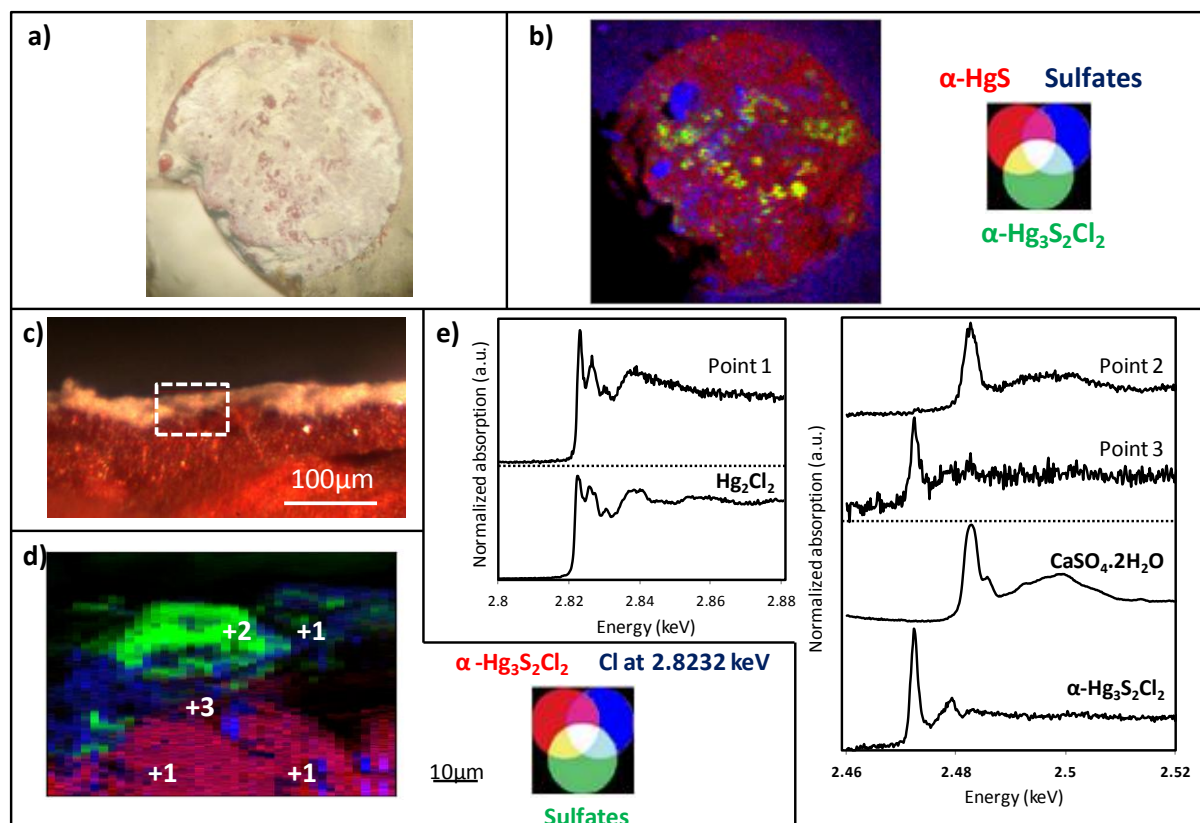 a)
b)
α-HgS Sulfates
α-Hg₃S₂Cl₂
c)
100µm
d)
+2 +1
+3
+1 +1
α-Hg₃S₂Cl₂ Cl at 2.8232 keV
10µm
Sulfates
e)
Normalized absorption (a.u.)
Point 1
Hg₂Cl₂
2.8 2.82 2.84 2.86 2.88
Energy (keV)
Normalized absorption (a.u.)
Point 2
Point 3
CaSO₄.2H₂O
α-Hg₃S₂Cl₂
2.46 2.48 2.5 2.52
Energy (keV)